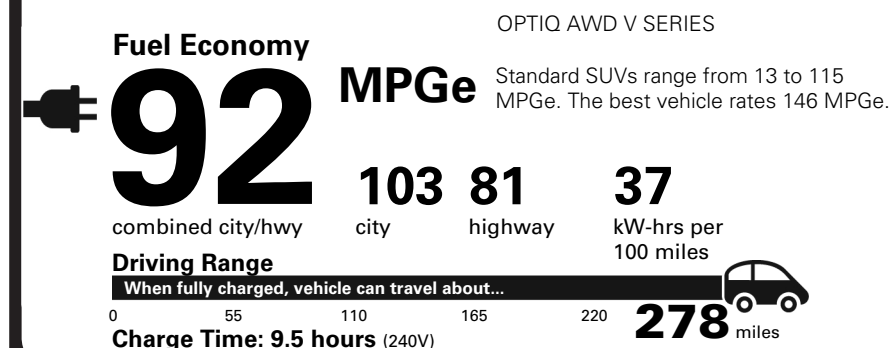 OPTIQ AWD V SERIES
Fuel Economy
92
MPGe
Standard SUVs range from 13 to 115
MPGe. The best vehicle rates 146 MPGe.
103 81 37
combined city/hwy city highway kW-hrs per
100 miles
Driving Range
When fully charged, vehicle can travel about...
0 55 110 165 220 278 miles
Charge Time: 9.5 hours (240V)